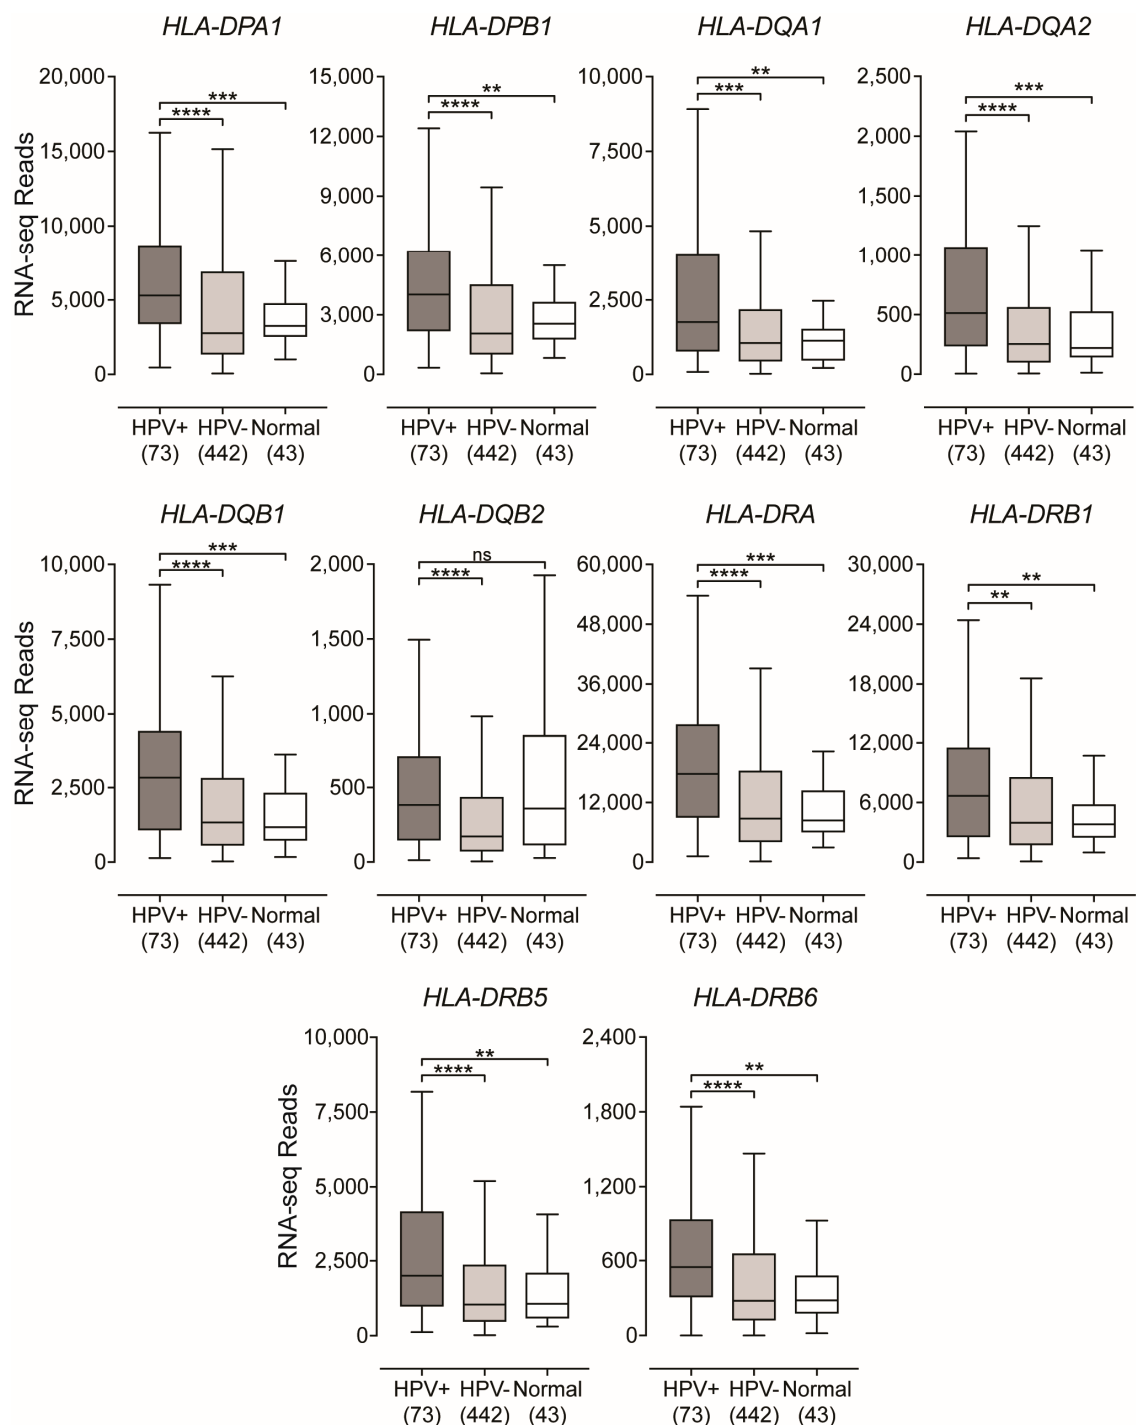 HLA-DPA1 HLA-DPB1 HLA-DQA1 HLA-DQA2
RNA-seq Reads
20,000 15,000 10,000 5,000 0
*** ****
15,000 12,000 9,000 6,000 3,000 0
** ****
10,000 7,500 5,000 2,500 0
** ***
2,500 2,000 1,500 1,000 500 0
*** ****
HPV+ HPV- Normal HPV+ HPV- Normal HPV+ HPV- Normal HPV+ HPV- Normal
(73) (442) (43) (73) (442) (43) (73) (442) (43) (73) (442) (43)
HLA-DQB1 HLA-DQB2 HLA-DRA HLA-DRB1
RNA-seq Reads
10,000 7,500 5,000 2,500 0
*** ****
2,000 1,500 1,000 500 0
ns ****
60,000 48,000 36,000 24,000 12,000 0
*** ****
30,000 24,000 18,000 12,000 6,000 0
** **
HPV+ HPV- Normal HPV+ HPV- Normal HPV+ HPV- Normal HPV+ HPV- Normal
(73) (442) (43) (73) (442) (43) (73) (442) (43) (73) (442) (43)
HLA-DRB5 HLA-DRB6
RNA-seq Reads
10,000 7,500 5,000 2,500 0
** ****
2,400 1,800 1,200 600 0
** ****
HPV+ HPV- Normal HPV+ HPV- Normal
(73) (442) (43) (73) (442) (43)